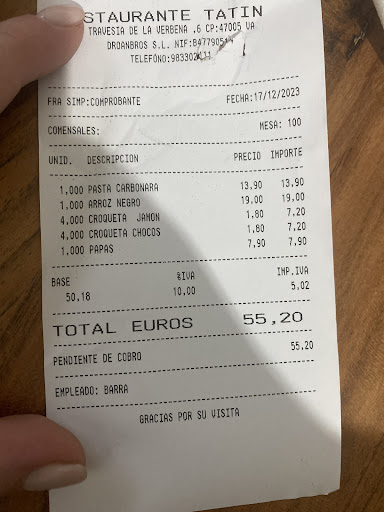 STAURANTE TATIN
TRAVESIA DE LA VERBENA ,6 CP:47005 VA
DROANBROS S.L.
TELEFONO:
FRA SIMP:COMPROBANTE FECHA:17/12/2023
COMENSALES: MESA: 100
UNID. DESCRIPCION PRECIO IMPORTE
1,000 PASTA CARBONARA 13,90 13,90
1,000 ARROZ NEGRO 19,00 19,00
4,000 CROQUETA JAMON 1,80 7,20
4,000 CROQUETA CHOCOS 1,80 7,20
1,000 PAPAS 7,90 7,90
BASE %IVA IMP.IVA
50,18 10,00 5,02
TOTAL EUROS 55,20
PENDIENTE DE COBRO 55,20
EMPLEADO: BARRA
GRACIAS POR SU VISITA